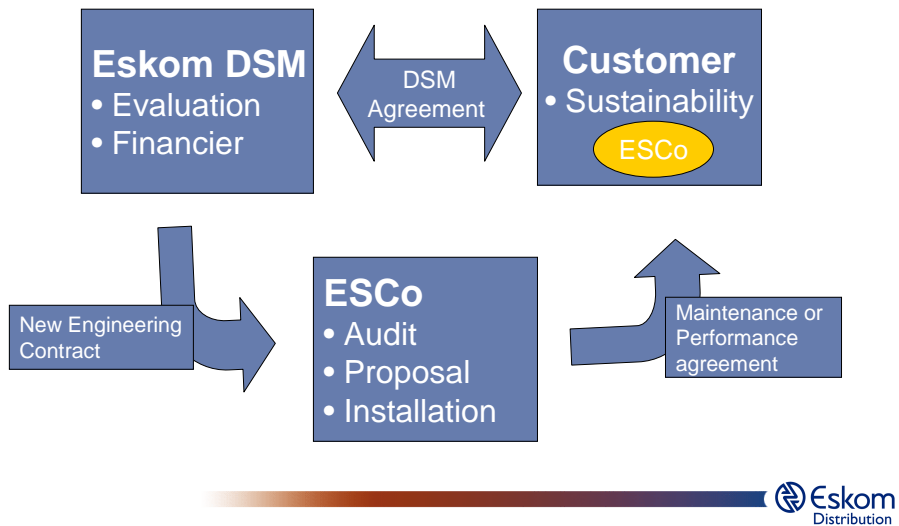 Eskom DSM
• Evaluation
• Financier
DSM
Agreement
Customer
• Sustainability
ESCo
New Engineering
Contract
ESCo
• Audit
• Proposal
• Installation
Maintenance or
Performance
agreement
Eskom
Distribution